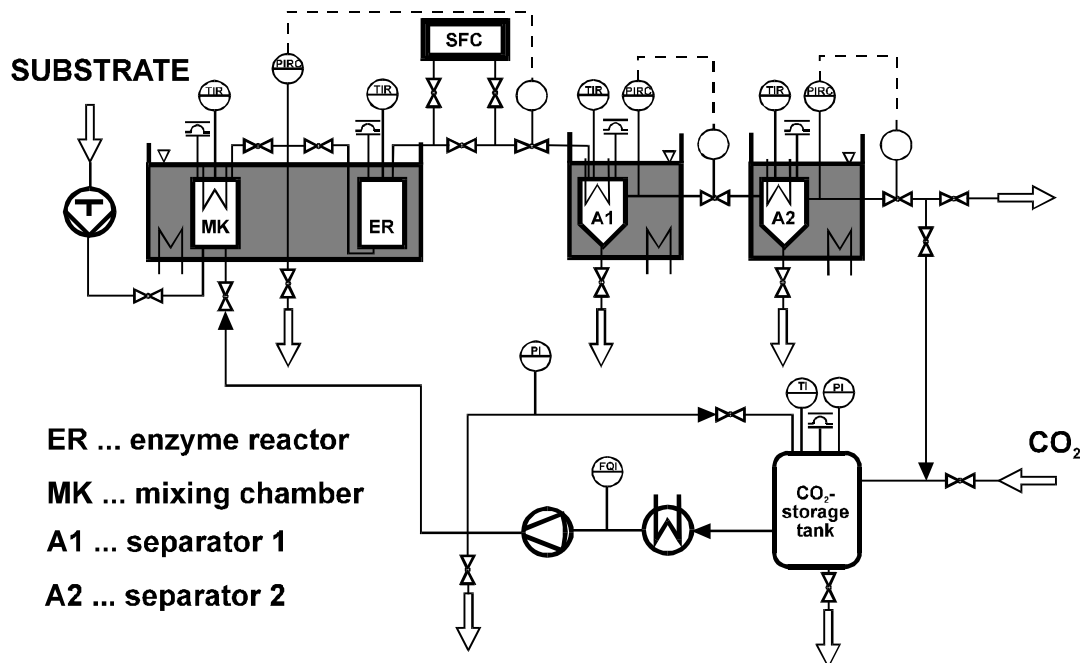 SFC
SUBSTRATE
PIRC
TIR
TIR
TIR
PIRC
TIR
PIRC
MK
ER
A1
A2
PI
TI
PI
ER ... enzyme reactor
MK ... mixing chamber
A1 ... separator 1
A2 ... separator 2
FQI
CO₂-
storage
tank
CO₂